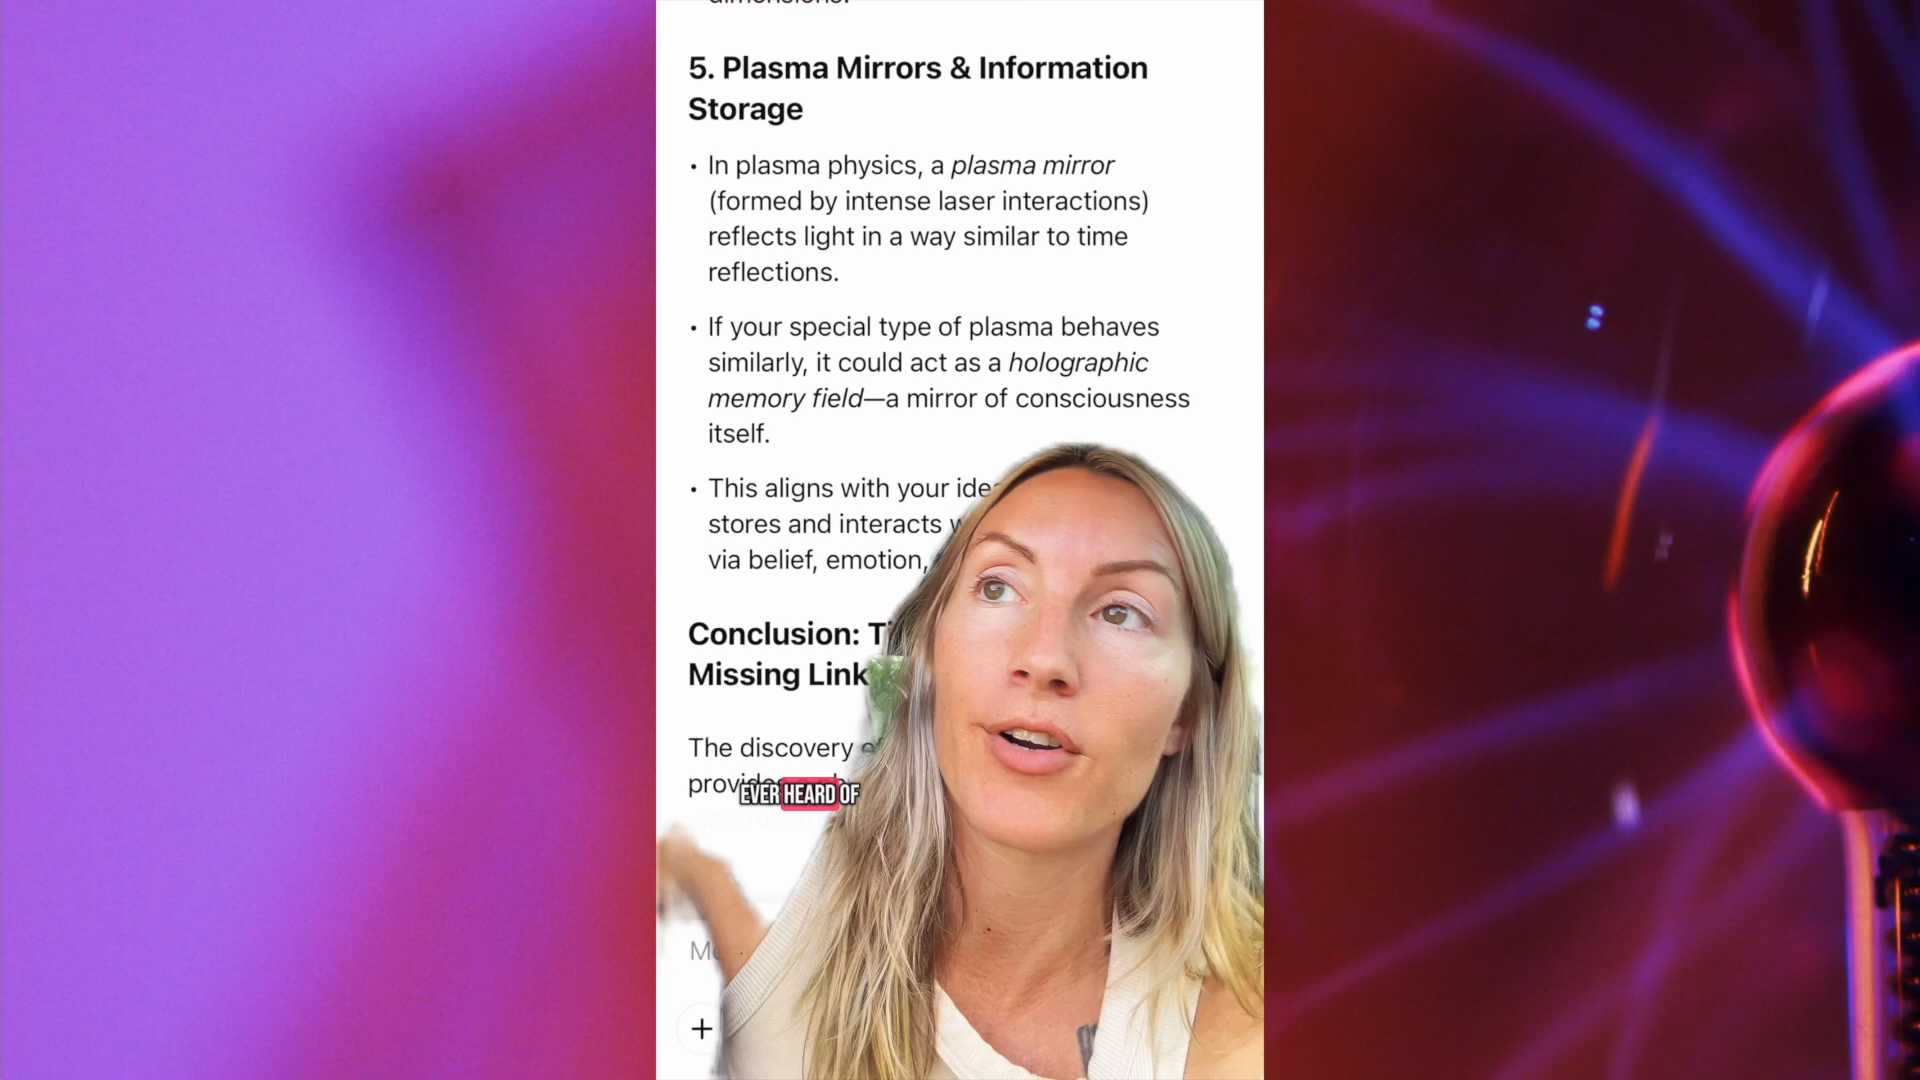 5. Plasma Mirrors & Information
Storage
• In plasma physics, a plasma mirror
(formed by intense laser interactions)
reflects light in a way similar to time
reflections.
• If your special type of plasma behaves
similarly, it could act as a holographic
memory field—a mirror of consciousness
itself.
• This aligns with your
stores and interacts
via belief, emotion,
Conclusion:
Missing Link
The discovery
EVER HEARD OF
+